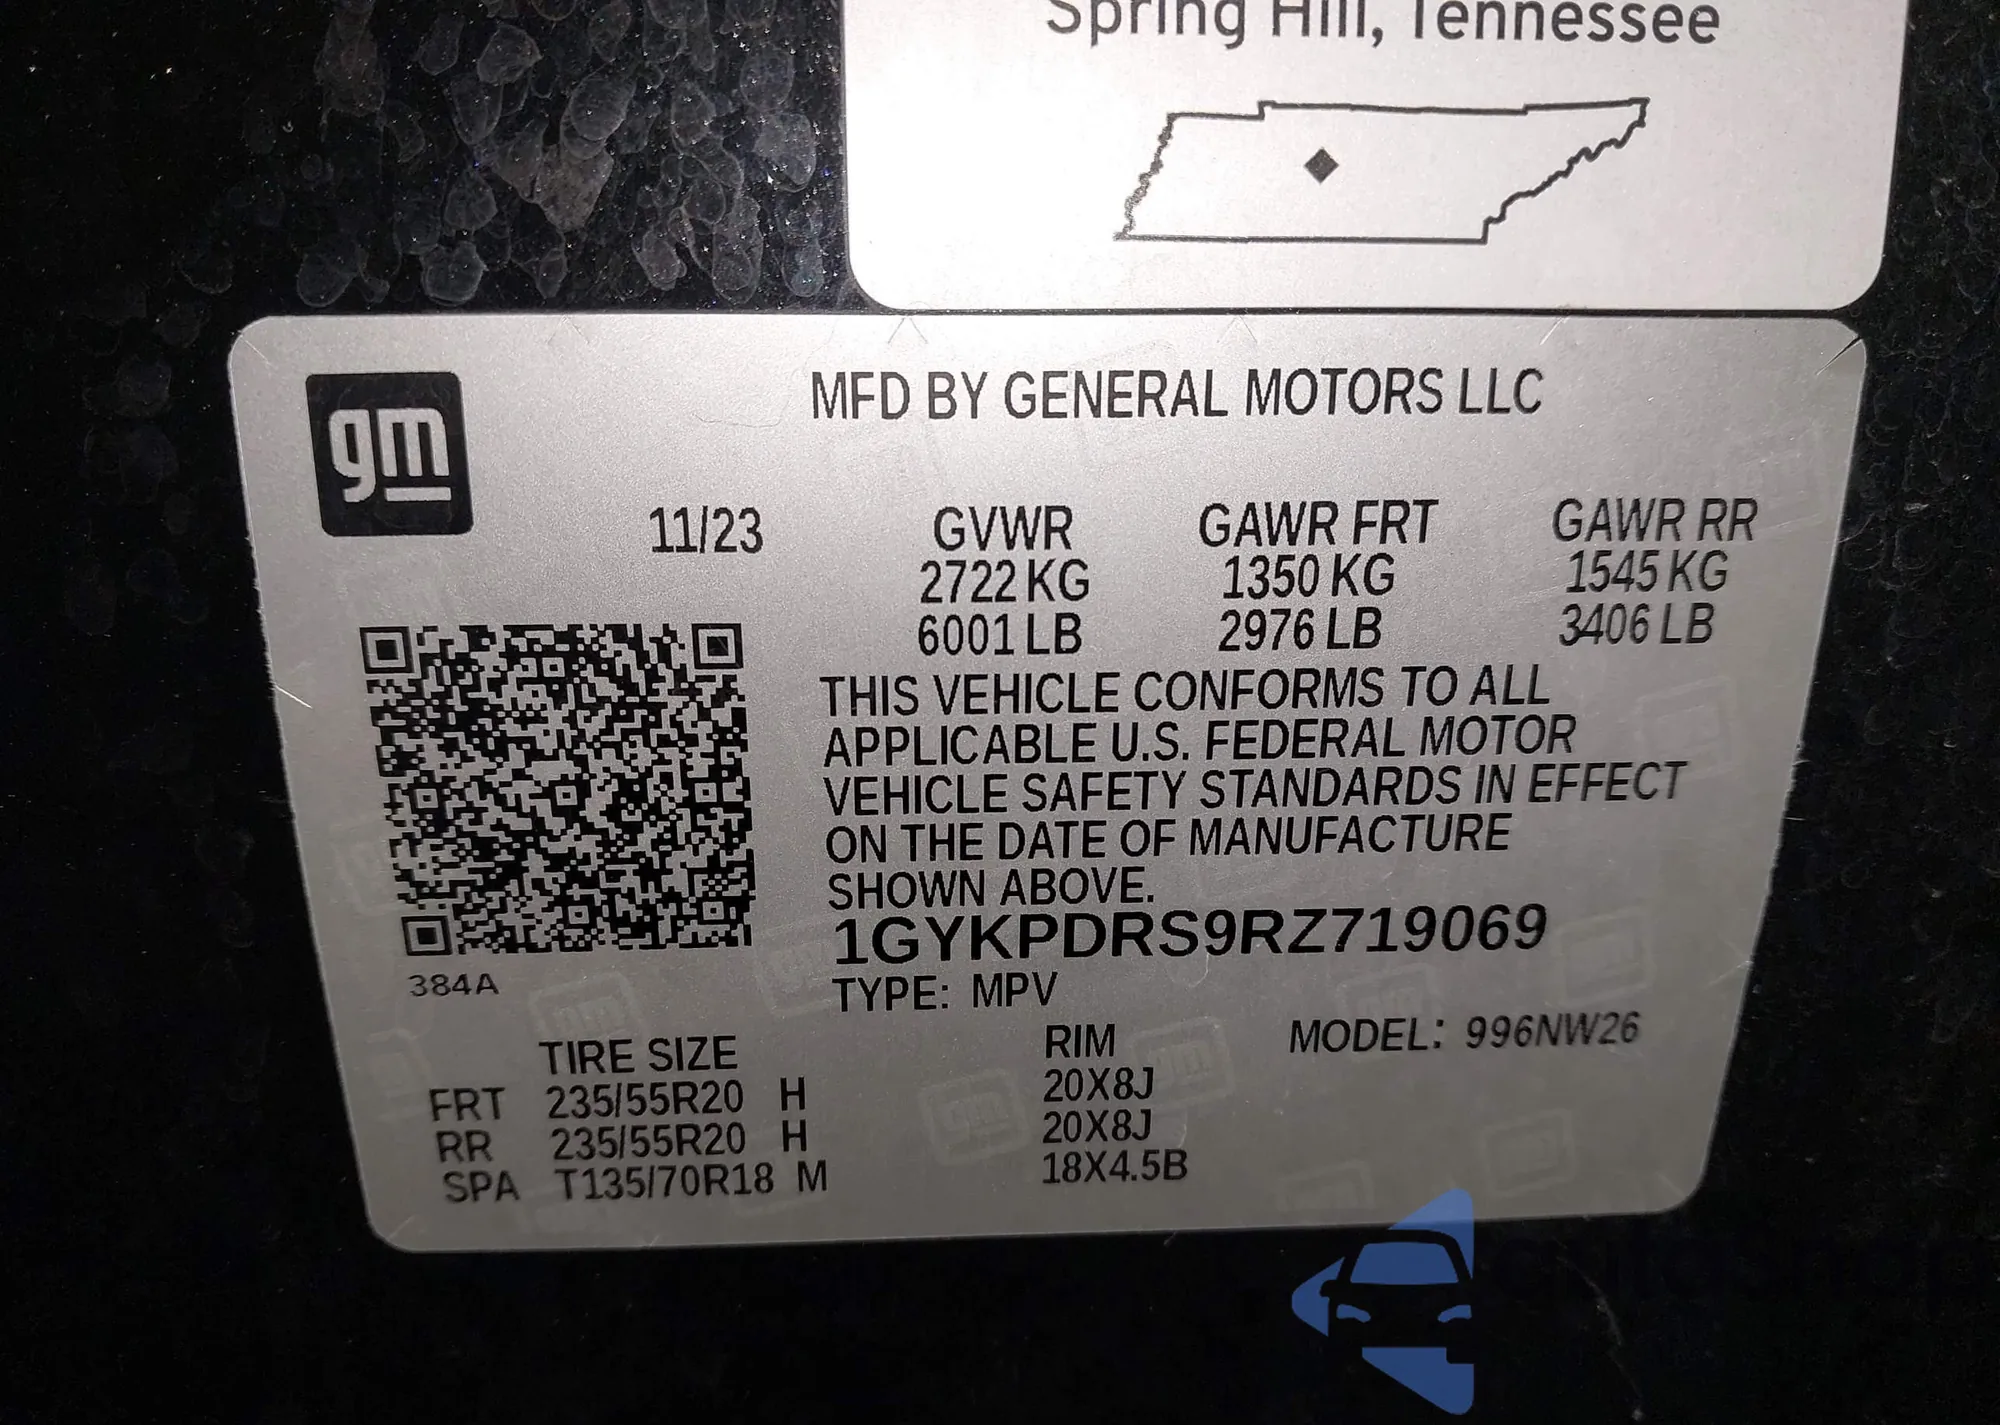 Spring Hill, Tennessee
gm
MFD BY GENERAL MOTORS LLC
11/23 GVWR GAWR FRT GAWR RR
2722 KG 1350 KG 1545 KG
6001 LB 2976 LB 3406 LB
THIS VEHICLE CONFORMS TO ALL
APPLICABLE U.S. FEDERAL MOTOR
VEHICLE SAFETY STANDARDS IN EFFECT
ON THE DATE OF MANUFACTURE
SHOWN ABOVE.
1GYKPDRS9RZ719069
384A
TYPE: MPV
TIRE SIZE RIM MODEL: 996NW26
FRT 235/55R20 H 20X8J
RR 235/55R20 H 20X8J
SPA T135/70R18 M 18X4.5B